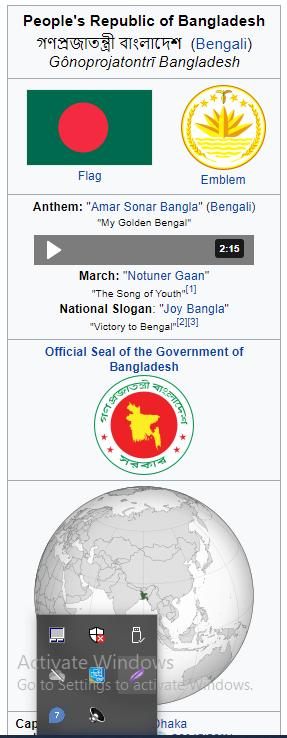 People's Republic of Bangladesh
গণপ্রজাতন্ত্রী বাংলাদেশ (Bengali)
Gônoprojatontrī Bangladesh
Flag
Emblem
Anthem: "Amar Sonar Bangla" (Bengali)
"My Golden Bengal"
2:15
March: "Notuner Gaan"
"The Song of Youth"[1]
National Slogan: "Joy Bangla"
"Victory to Bengal"[2][3]
Official Seal of the Government of
Bangladesh
গণপ্রজাতন্ত্রী বাংলাদেশ
সরকার
Activate Windows
Go to Settings to activate Windows.
7